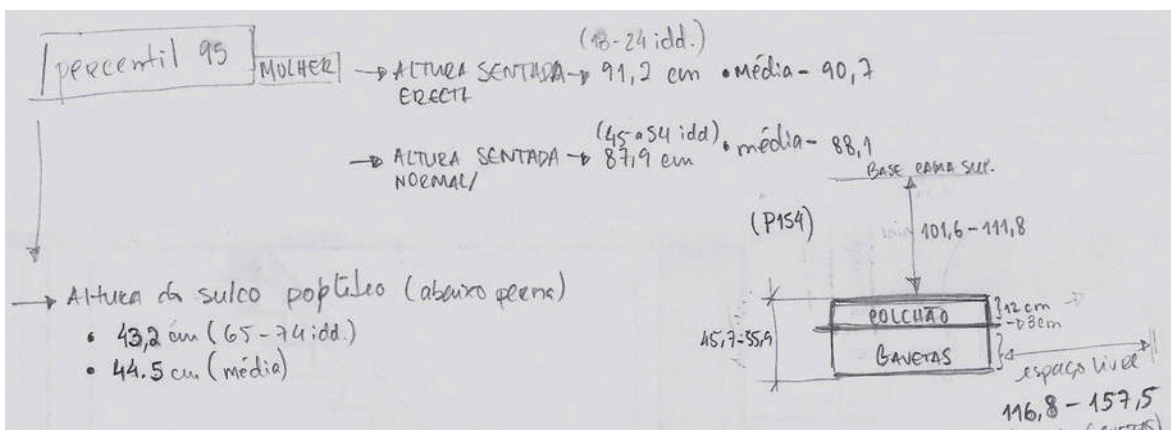 percentil 95
MULHER
(18-24 idd.)
→ ALTURA SENTADA → 91,2 cm • Média - 90,7
ERECTA
(45 a 54 idd)
→ ALTURA SENTADA → 87,9 cm • média - 88,1
NORMAL/
BASE CAMA SUP.
(P154)
101,6 - 111,8
→ Altura do sulco poptileo (abaixo perna)
• 43,2 cm (65-74 idd.)
• 44.5 cm (média)
COLCHÃO
12 cm
45,7-55,9
GAVETAS
espaço livre
116,8 - 157,5